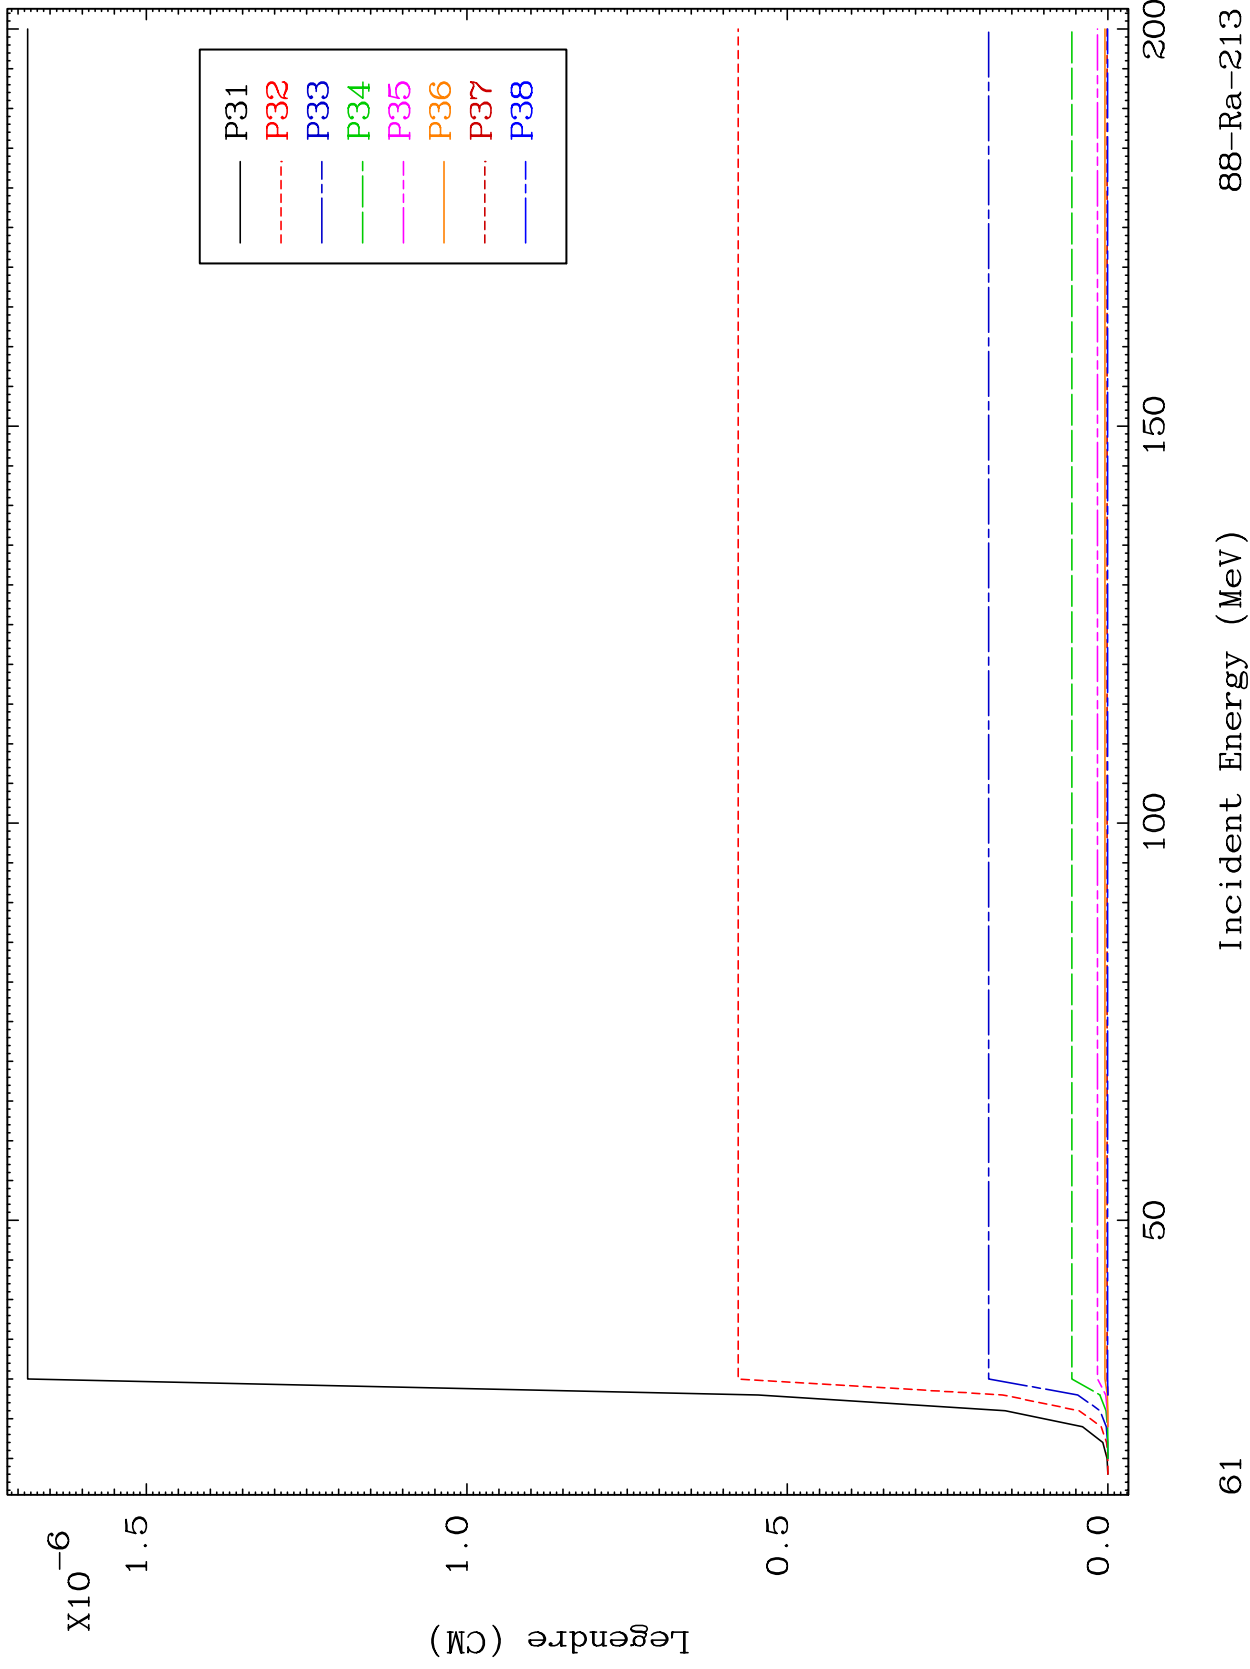 X10-6
1.5
1.0
0.5
0.0
Legendre (CM)
P31
P32
P33
P34
P35
P36
P37
P38
50
100
150
200
Incident Energy (MeV)
61
88-Ra-213